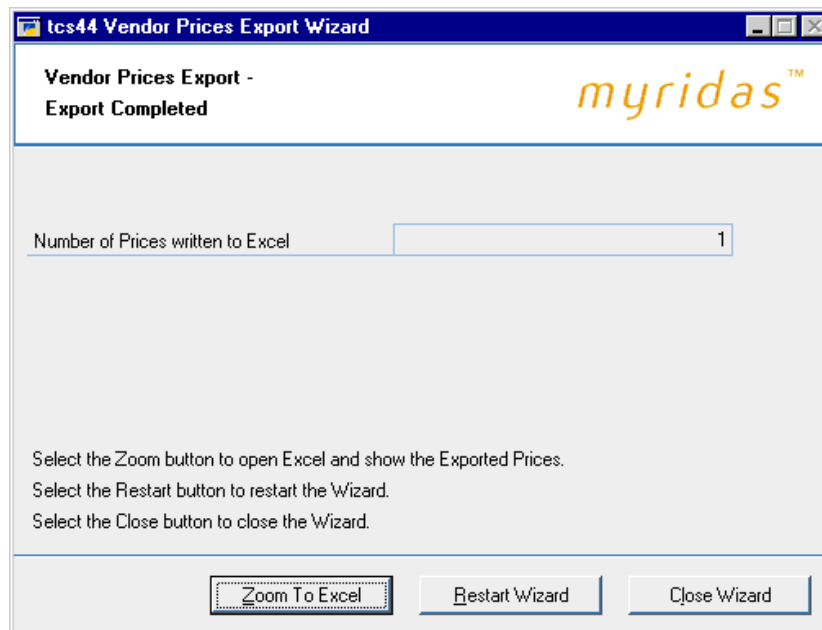 tcs44 Vendor Prices Export Wizard
Vendor Prices Export -
Export Completed
myridas™
Number of Prices written to Excel 1
Select the Zoom button to open Excel and show the Exported Prices.
Select the Restart button to restart the Wizard.
Select the Close button to close the Wizard.
Zoom To Excel Restart Wizard Close Wizard